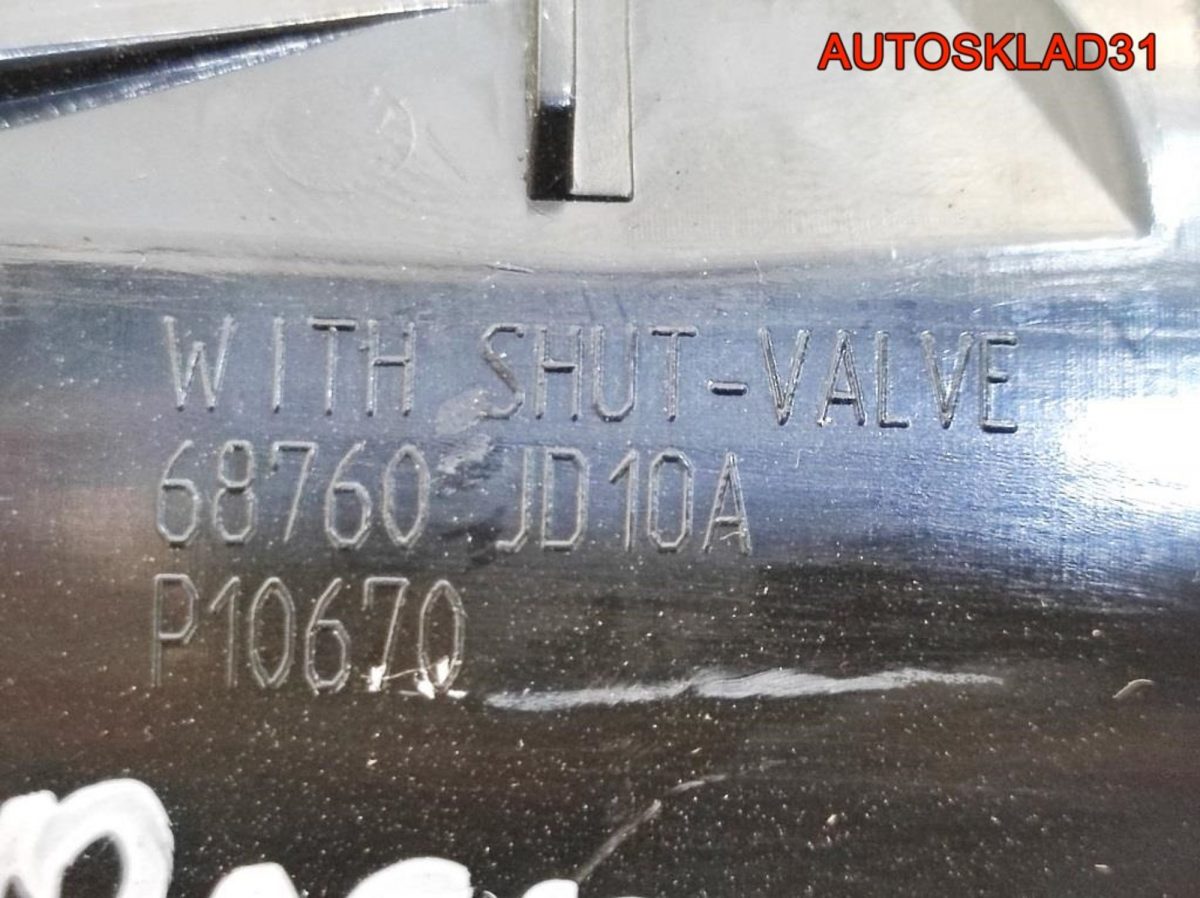 AUTOSKLAD31
WITH SHUT-VALVE
68760 JD10A
P10670